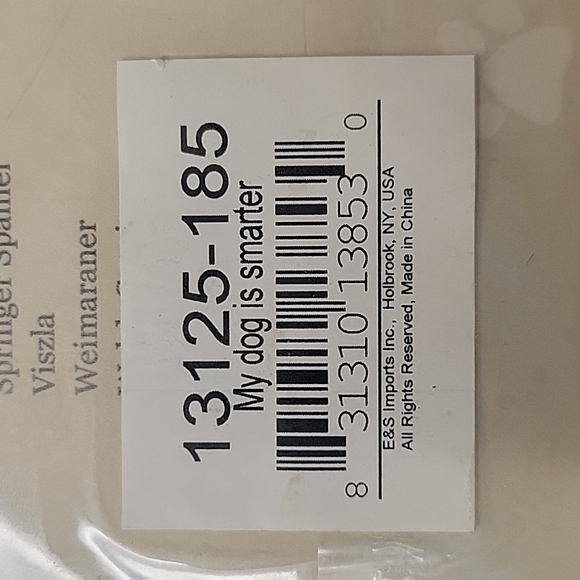 Springer Spaniel
Viszla
Weimaraner
13125-185
My dog is smarter
8 31310 13853 0
E&S Imports Inc., Holbrook, NY, USA
All Rights Reserved, Made in China